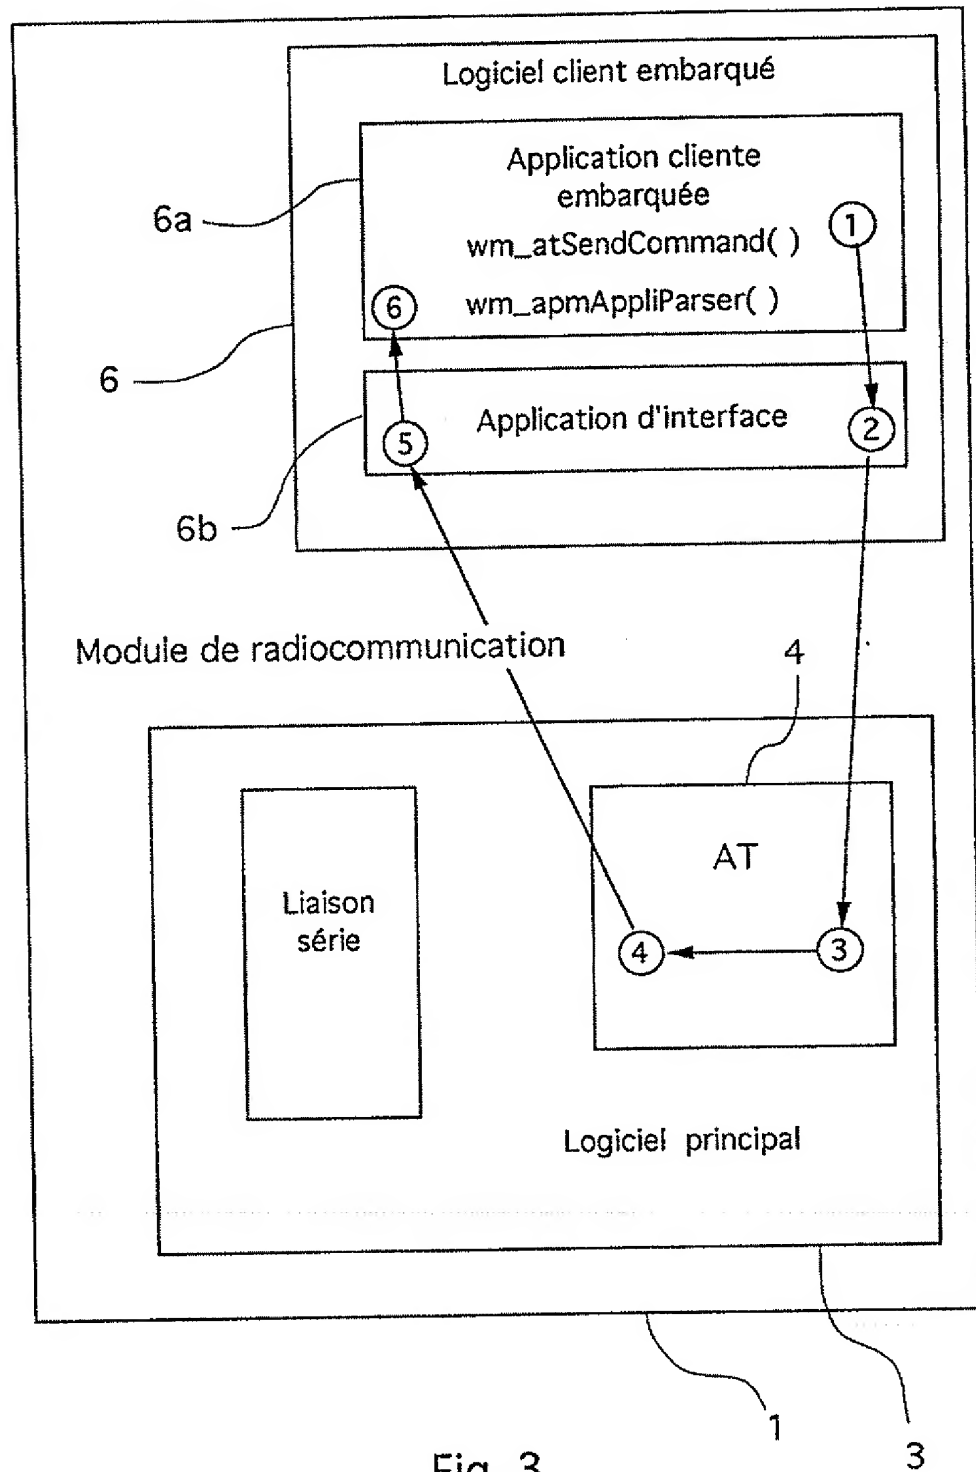 Logiciel client embarqué
Application cliente
embarquée
6a
1
wm_atSendCommand( )
6
wm_apmAppliParser( )
6
Application d'interface
2
5
6b
Module de radiocommunication
4
AT
Liaison
série
4
3
Logiciel principal
1
3
Fig. 3